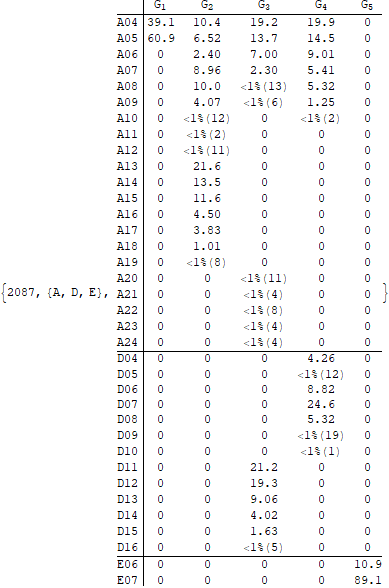 G1 G2 G3 G4 G5
A04 39.1 10.4 19.2 19.9 0
A05 60.9 6.52 13.7 14.5 0
A06 0 2.40 7.00 9.01 0
A07 0 8.96 2.30 5.41 0
A08 0 10.0 <1%(13) 5.32 0
A09 0 4.07 <1%(6) 1.25 0
A10 0 <1%(12) 0 <1%(2) 0
A11 0 <1%(2) 0 0 0
A12 0 <1%(11) 0 0 0
A13 0 21.6 0 0 0
A14 0 13.5 0 0 0
A15 0 11.6 0 0 0
A16 0 4.50 0 0 0
A17 0 3.83 0 0 0
A18 0 1.01 0 0 0
A19 0 <1%(8) 0 0 0
A20 0 0 <1%(11) 0 0
{2087, {A, D, E}, A21 0 0 <1%(4) 0 0 }
A22 0 0 <1%(8) 0 0
A23 0 0 <1%(4) 0 0
A24 0 0 <1%(4) 0 0
D04 0 0 0 4.26 0
D05 0 0 0 <1%(12) 0
D06 0 0 0 8.82 0
D07 0 0 0 24.6 0
D08 0 0 0 5.32 0
D09 0 0 0 <1%(19) 0
D10 0 0 0 <1%(1) 0
D11 0 0 21.2 0 0
D12 0 0 19.3 0 0
D13 0 0 9.06 0 0
D14 0 0 4.02 0 0
D15 0 0 1.63 0 0
D16 0 0 <1%(5) 0 0
E06 0 0 0 0 10.9
E07 0 0 0 0 89.1